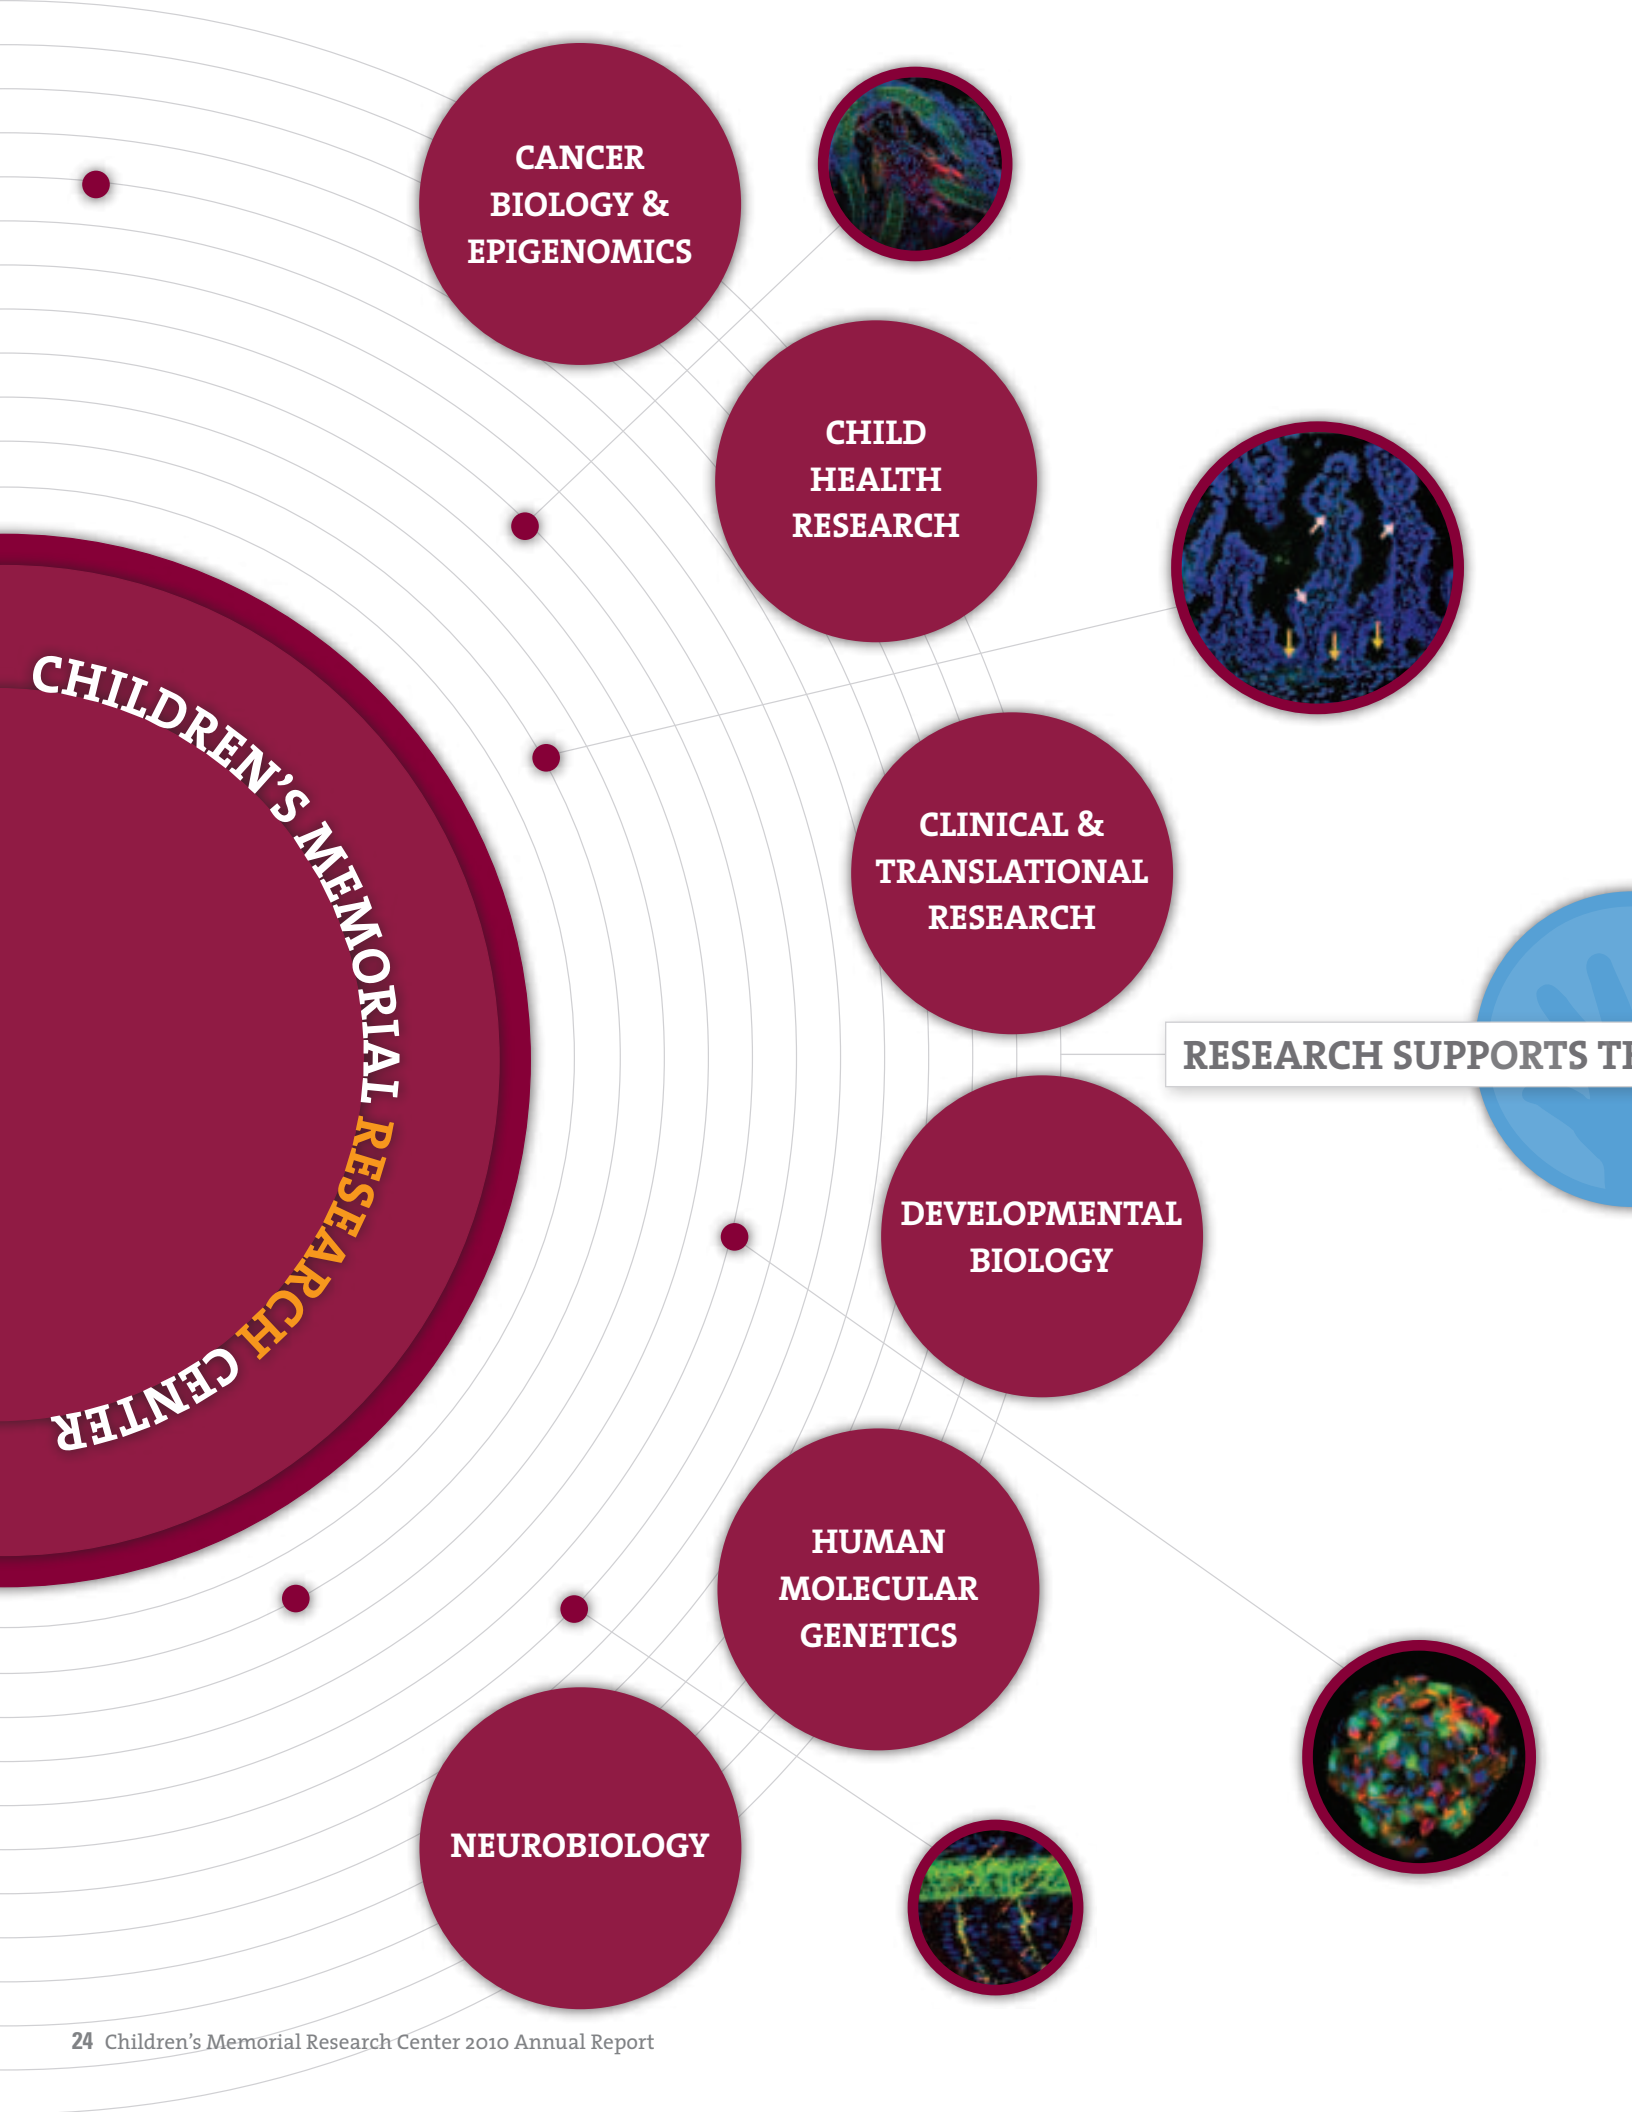 CANCER
BIOLOGY &
EPIGENOMICS
CHILD
HEALTH
RESEARCH
CHILDREN’S MEMORIAL RESEARCH CENTER
CLINICAL &
TRANSLATIONAL
RESEARCH
RESEARCH SUPPORTS
DEVELOPMENTAL
BIOLOGY
HUMAN
MOLECULAR
GENETICS
NEUROBIOLOGY
24 Children’s Memorial Research Center 2010 Annual Report